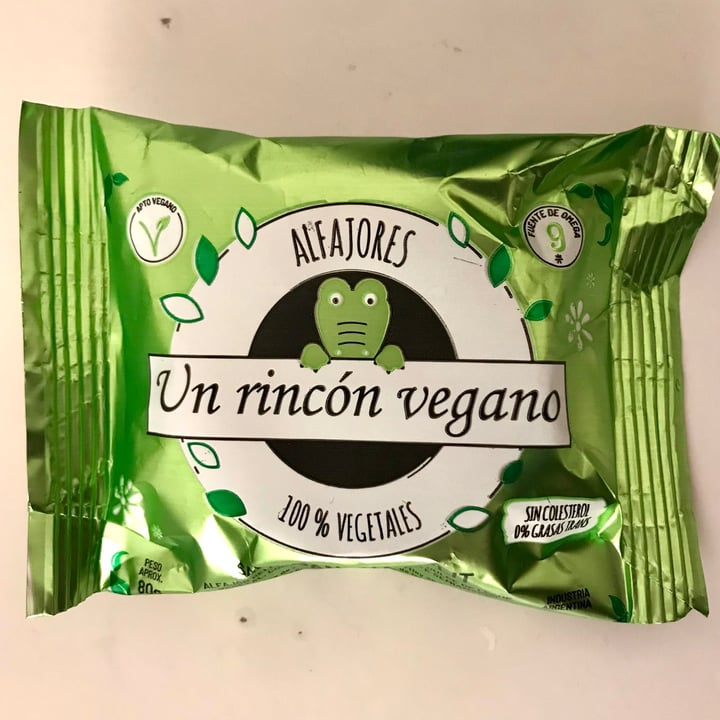 APTO VEGANO
FUENTE DE OMEGA
9
ALFAJORES
Un rincón vegano
100 % VEGETALES
SIN COLESTEROL
0% GRASAS TRANS
PESO
APROX.
INDUSTRIA
ARGENTINA